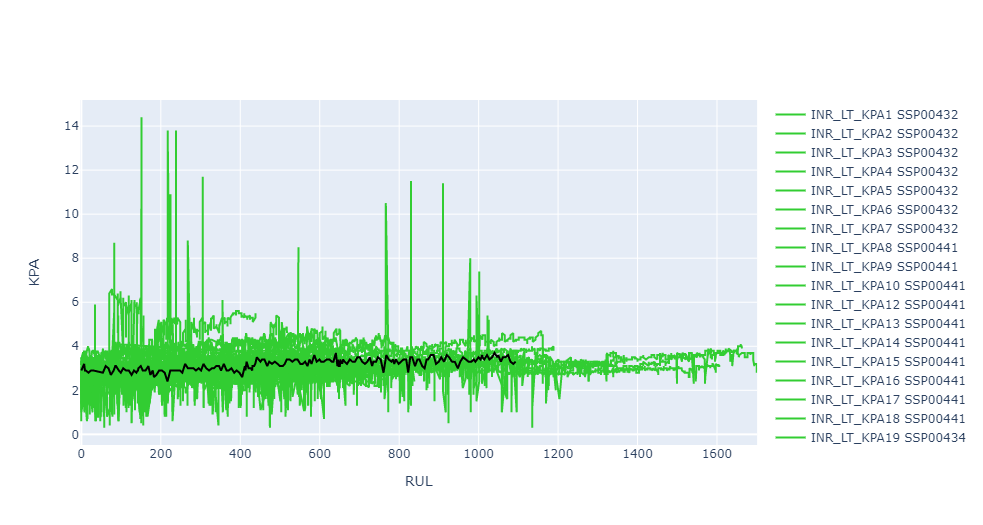 14
12
10
8
6
4
2
0
KPA
0 200 400 600 800 1000 1200 1400 1600
RUL
INR_LT_KPA1 SSP00432
INR_LT_KPA2 SSP00432
INR_LT_KPA3 SSP00432
INR_LT_KPA4 SSP00432
INR_LT_KPA5 SSP00432
INR_LT_KPA6 SSP00432
INR_LT_KPA7 SSP00432
INR_LT_KPA8 SSP00441
INR_LT_KPA9 SSP00441
INR_LT_KPA10 SSP00441
INR_LT_KPA12 SSP00441
INR_LT_KPA13 SSP00441
INR_LT_KPA14 SSP00441
INR_LT_KPA15 SSP00441
INR_LT_KPA16 SSP00441
INR_LT_KPA17 SSP00441
INR_LT_KPA18 SSP00441
INR_LT_KPA19 SSP00434